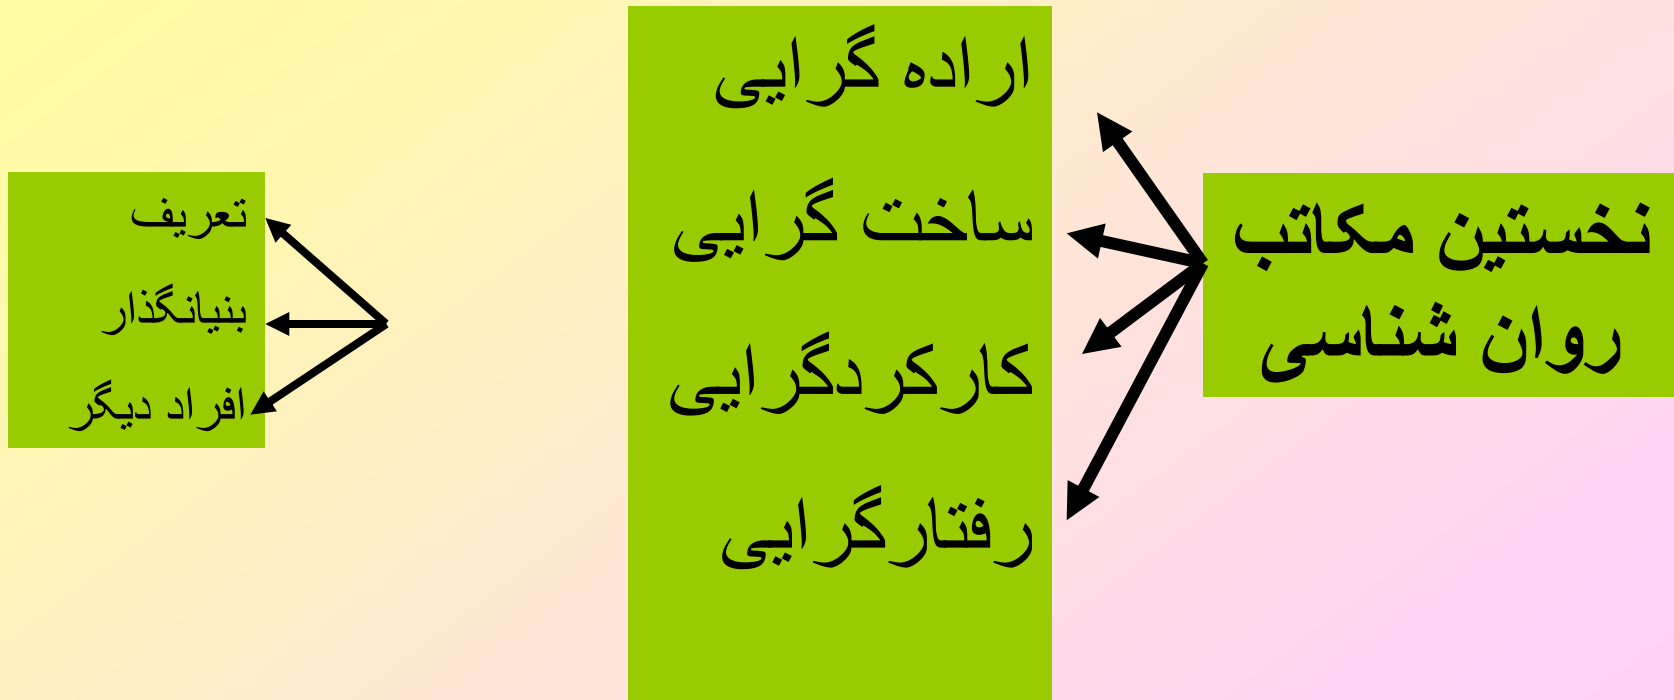 نخستین مکاتب
روان شناسی
اراده گرایی
ساخت گرایی
کارکردگرایی
رفتارگرایی
تعریف
بنیانگذار
افراد دیگر